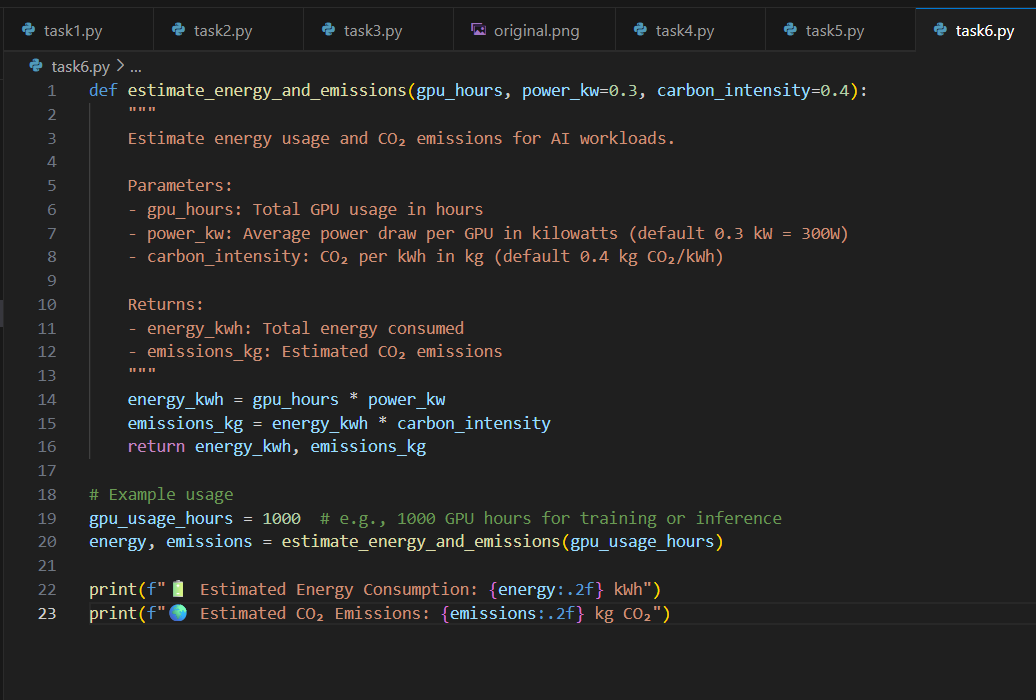 task1.py task2.py task3.py original.png task4.py task5.py task6.py
task6.py > ...
1 def estimate_energy_and_emissions(gpu_hours, power_kw=0.3, carbon_intensity=0.4):
2     """
3     Estimate energy usage and CO₂ emissions for AI workloads.
4
5     Parameters:
6     - gpu_hours: Total GPU usage in hours
7     - power_kw: Average power draw per GPU in kilowatts (default 0.3 kW = 300W)
8     - carbon_intensity: CO₂ per kWh in kg (default 0.4 kg CO₂/kWh)
9
10     Returns:
11     - energy_kwh: Total energy consumed
12     - emissions_kg: Estimated CO₂ emissions
13     """
14     energy_kwh = gpu_hours * power_kw
15     emissions_kg = energy_kwh * carbon_intensity
16     return energy_kwh, emissions_kg
17
18 # Example usage
19 gpu_usage_hours = 1000  # e.g., 1000 GPU hours for training or inference
20 energy, emissions = estimate_energy_and_emissions(gpu_usage_hours)
21
22 print(f"🔋 Estimated Energy Consumption: {energy:.2f} kWh")
23 print(f"🌍 Estimated CO₂ Emissions: {emissions:.2f} kg CO₂")